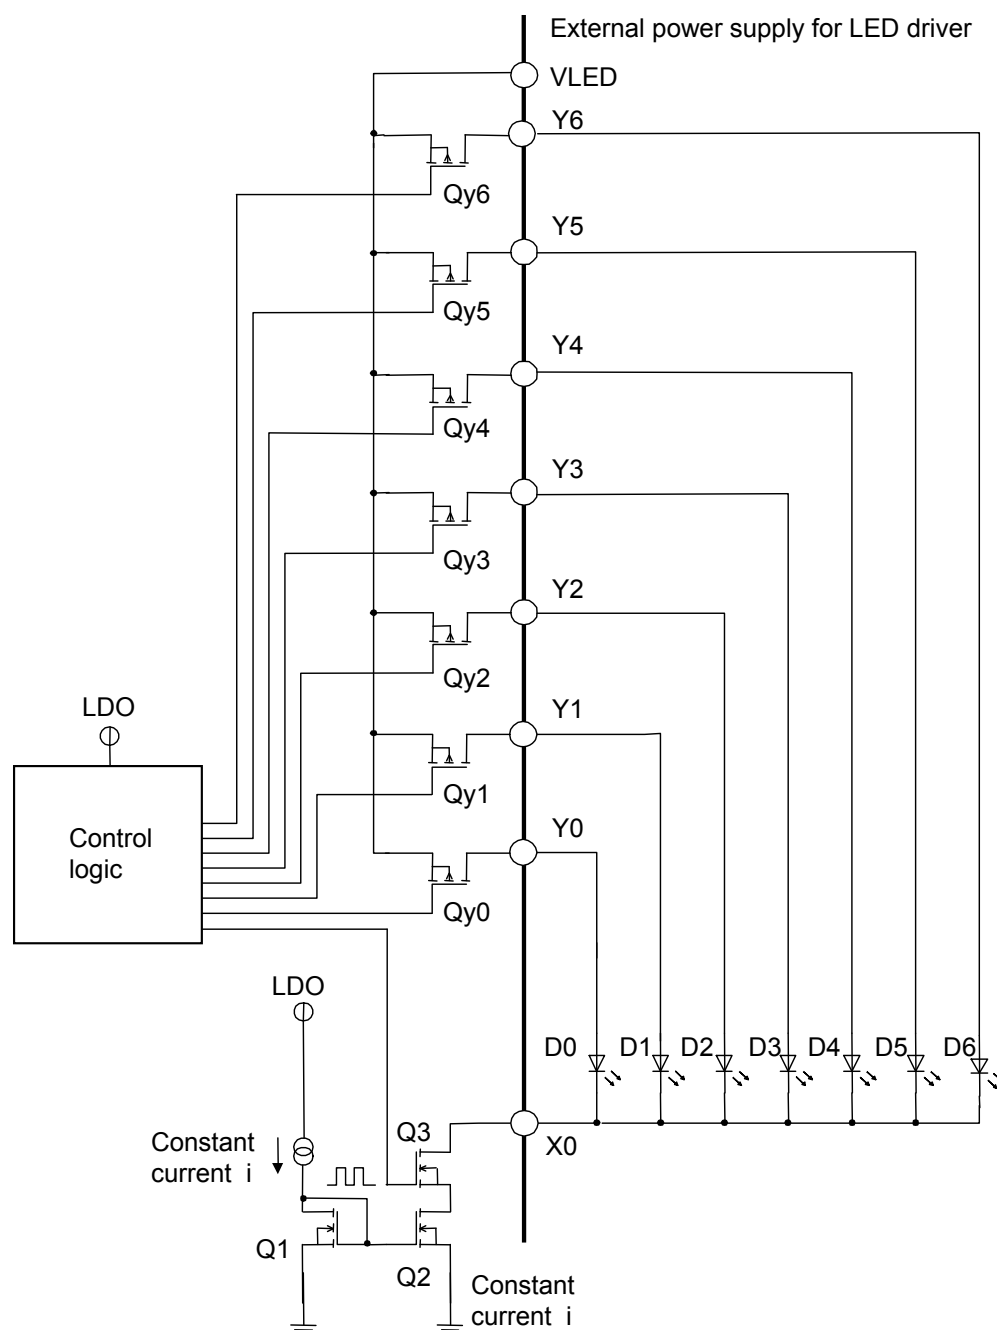 External power supply for LED driver
VLED
Y6
Qy6
Y5
Qy5
Y4
Qy4
Y3
Qy3
Y2
Qy2
LDO
Y1
Qy1
Control
logic
Y0
Qy0
LDO
D0 D1 D2 D3 D4 D5 D6
Q3
X0
Constant
current i
Q1
Q2
Constant
current i